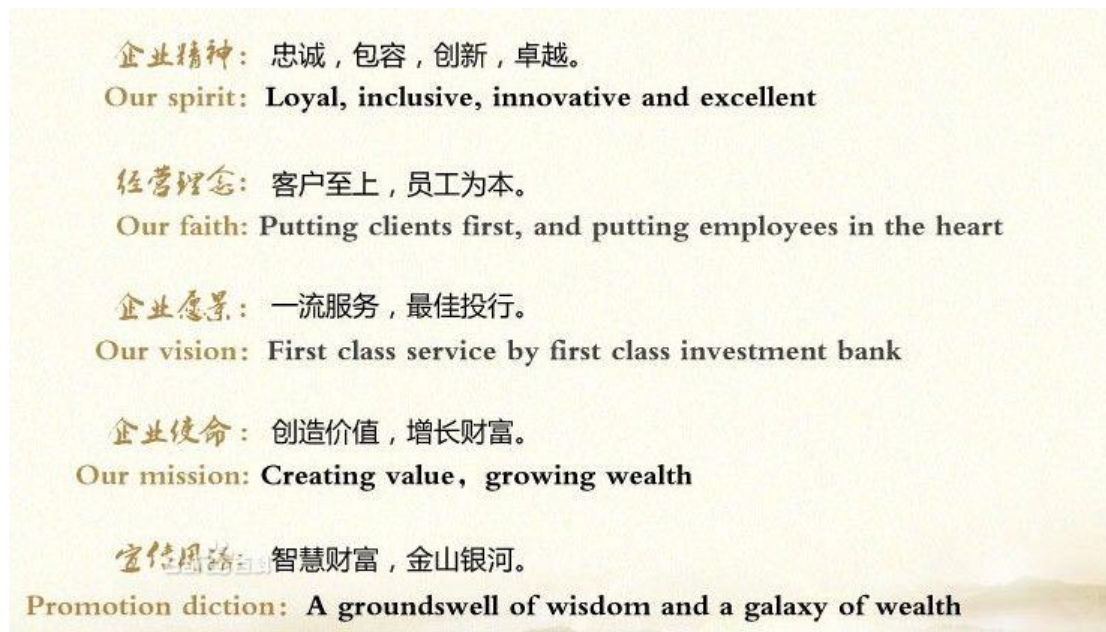 企业精神：忠诚，包容，创新，卓越。
Our spirit: Loyal, inclusive, innovative and excellent
经营理念：客户至上，员工为本。
Our faith: Putting clients first, and putting employees in the heart
企业愿景：一流服务，最佳投行。
Our vision: First class service by first class investment bank
企业使命：创造价值，增长财富。
Our mission: Creating value，growing wealth
宣传用语：智慧财富，金山银河。
Promotion diction: A groundswell of wisdom and a galaxy of wealth